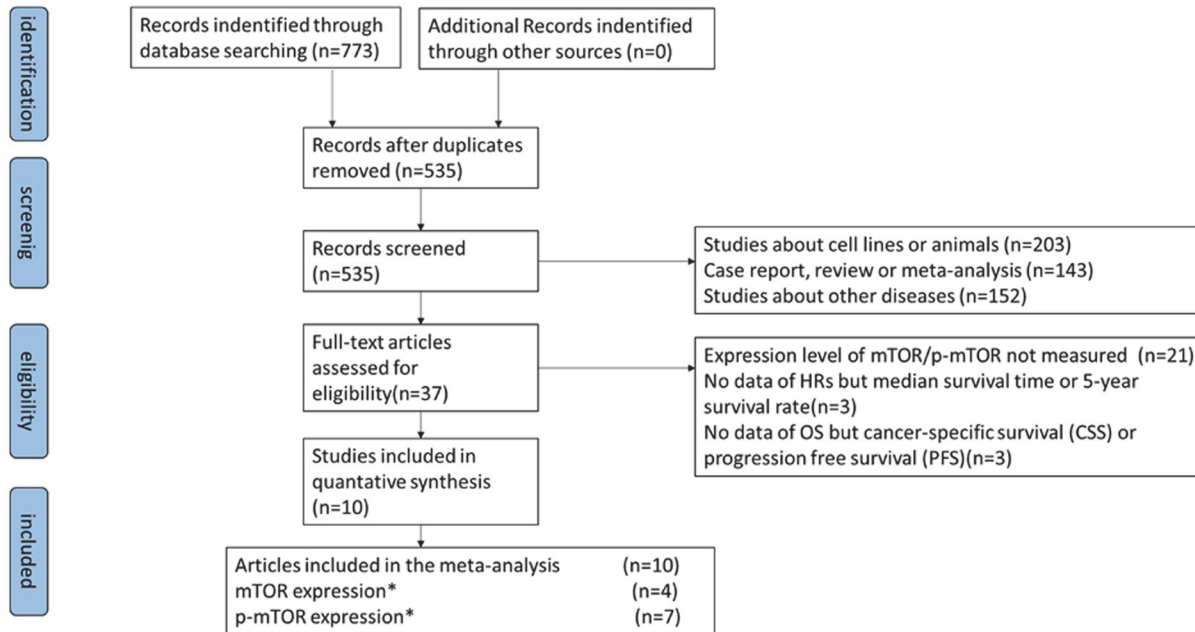 identification
Records indentified through
database searching (n=773)
Additional Records indentified
through other sources (n=0)
Records after duplicates
removed (n=535)
screenig
Records screened
(n=535)
Studies about cell lines or animals (n=203)
Case report, review or meta-analysis (n=143)
Studies about other diseases (n=152)
eligibility
Full-text articles
assessed for
eligibility(n=37)
Expression level of mTOR/p-mTOR not measured (n=21)
No data of HRs but median survival time or 5-year
survival rate(n=3)
No data of OS but cancer-specific survival (CSS) or
progression free survival (PFS)(n=3)
Studies included in
quantative synthesis
(n=10)
included
Articles included in the meta-analysis (n=10)
mTOR expression* (n=4)
p-mTOR expression* (n=7)